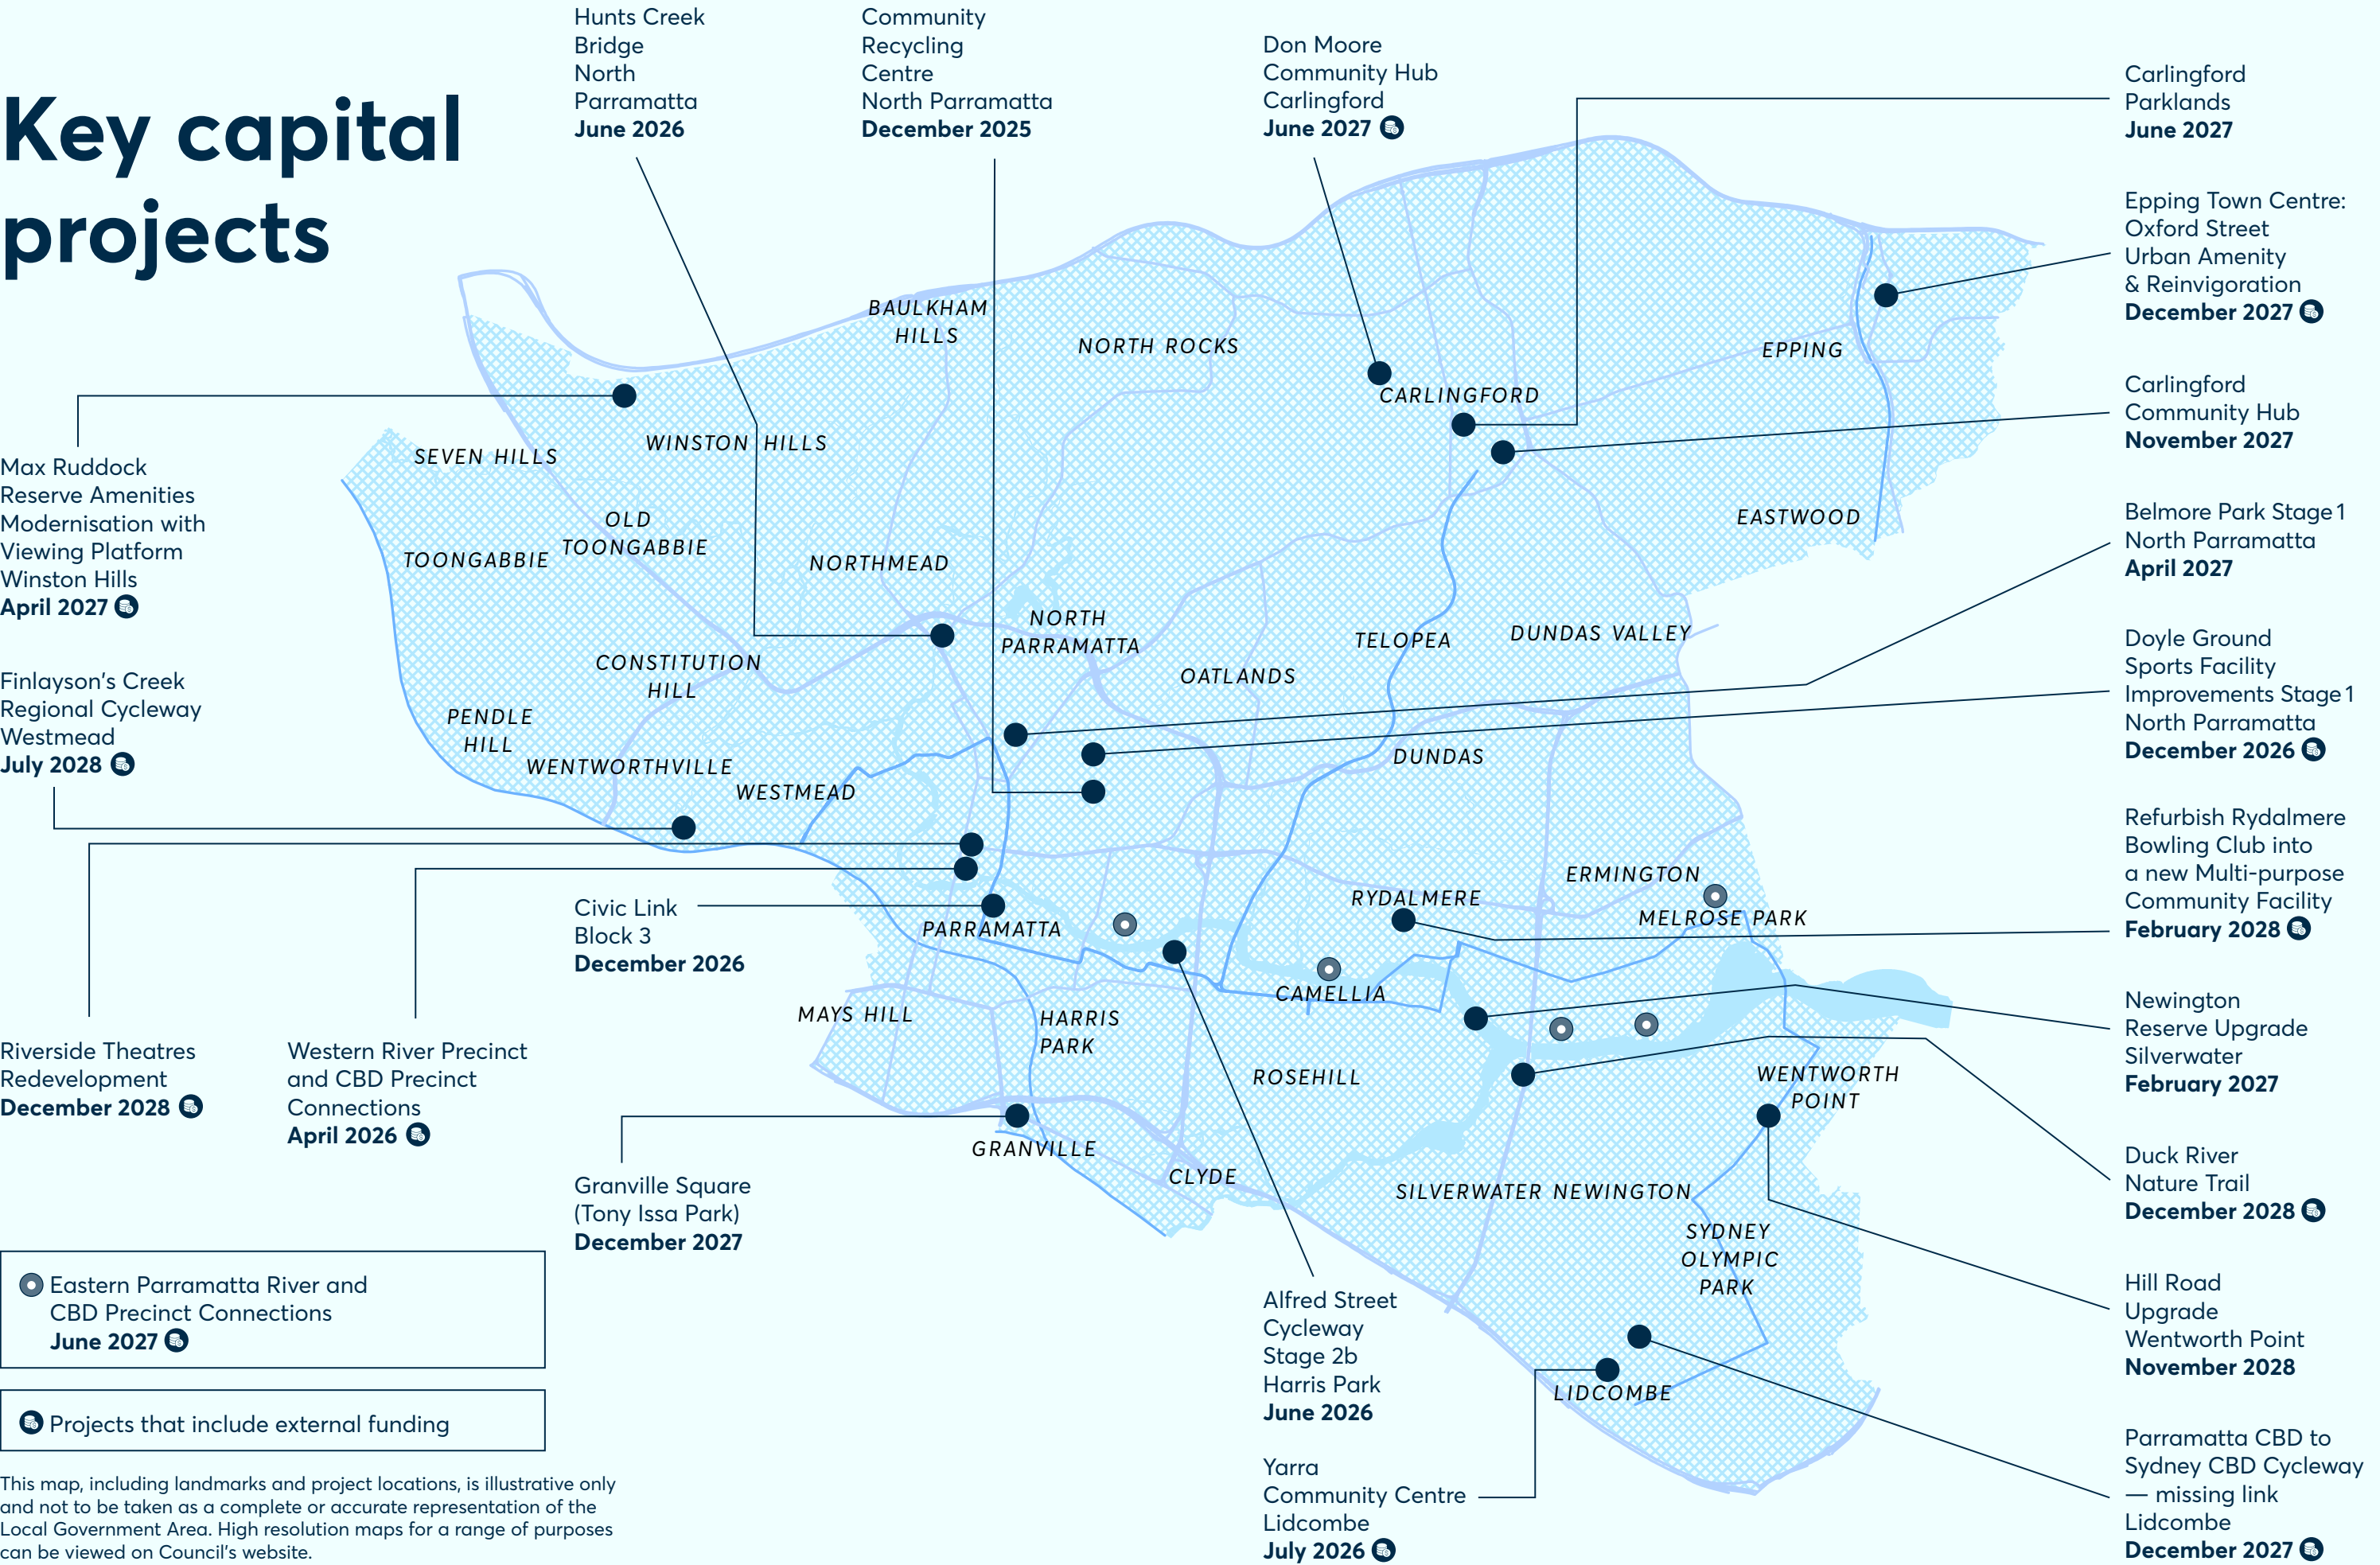 Key capital
projects
Hunts Creek
Bridge
North
Parramatta
June 2026
Community
Recycling
Centre
North Parramatta
December 2025
Don Moore
Community Hub
Carlingford
June 2027
Carlingford
Parklands
June 2027
Epping Town Centre:
Oxford Street
Urban Amenity
& Reinvigoration
December 2027
Carlingford
Community Hub
November 2027
Belmore Park Stage 1
North Parramatta
April 2027
Doyle Ground
Sports Facility
Improvements Stage 1
North Parramatta
December 2026
Refurbish Rydalmere
Bowling Club into
a new Multi-purpose
Community Facility
February 2028
Newington
Reserve Upgrade
Silverwater
February 2027
Duck River
Nature Trail
December 2028
Hill Road
Upgrade
Wentworth Point
November 2028
Parramatta CBD to
Sydney CBD Cycleway
— missing link
Lidcombe
December 2027
Max Ruddock
Reserve Amenities
Modernisation with
Viewing Platform
Winston Hills
April 2027
Finlayson's Creek
Regional Cycleway
Westmead
July 2028
Riverside Theatres
Redevelopment
December 2028
Western River Precinct
and CBD Precinct
Connections
April 2026
Civic Link
Block 3
December 2026
Granville Square
(Tony Issa Park)
December 2027
Alfred Street
Cycleway
Stage 2b
Harris Park
June 2026
Yarra
Community Centre
Lidcombe
July 2026
BAULKHAM
HILLS
NORTH ROCKS
CARLINGFORD
EPPING
SEVEN HILLS
WINSTON HILLS
EASTWOOD
OLD
TOONGABBIE
TOONGABBIE
NORTHMEAD
NORTH
PARRAMATTA
TELOPEA
DUNDAS VALLEY
CONSTITUTION
HILL
OATLANDS
PENDLE
HILL
WENTWORTHVILLE
WESTMEAD
DUNDAS
ERMINGTON
RYDALMERE
MELROSE PARK
PARRAMATTA
CAMELLIA
MAYS HILL
HARRIS
PARK
ROSEHILL
WENTWORTH
POINT
GRANVILLE
CLYDE
SILVERWATER
NEWINGTON
SYDNEY
OLYMPIC
PARK
LIDCOMBE
Eastern Parramatta River and
CBD Precinct Connections
June 2027
Projects that include external funding
This map, including landmarks and project locations, is illustrative only
and not to be taken as a complete or accurate representation of the
Local Government Area. High resolution maps for a range of purposes
can be viewed on Council's website.